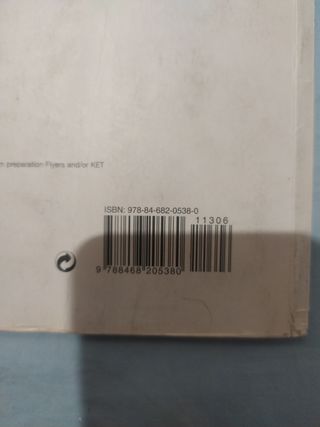 preparation Flyers and/or KET
ISBN: 978-84-682-0538-0
11306
9 788468 205380